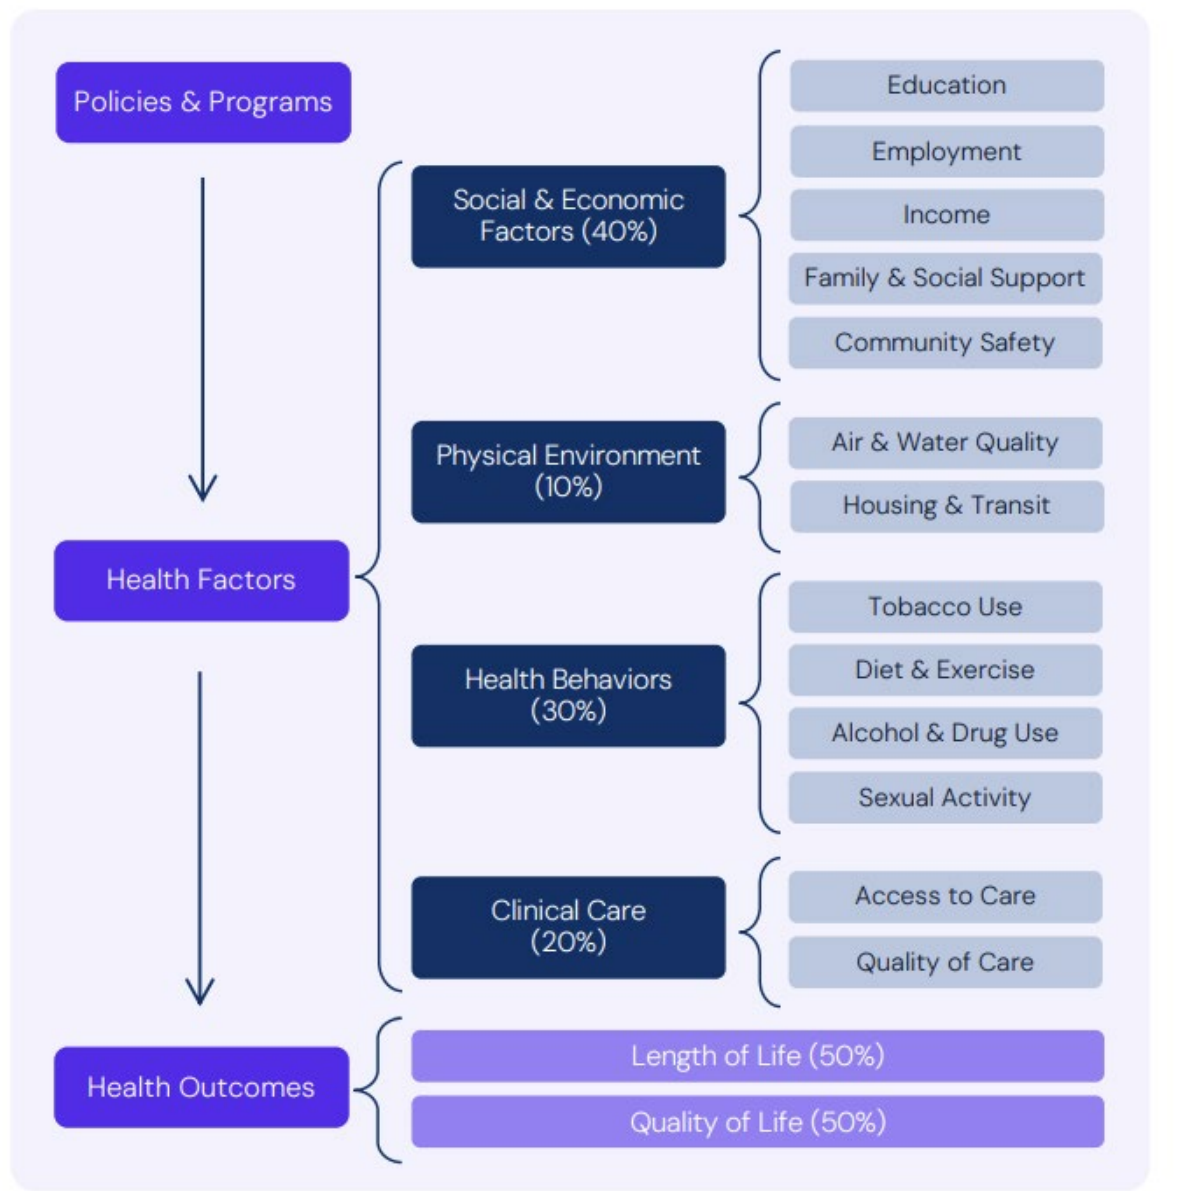 Policies & Programs
Health Factors
Health Outcomes
Social & Economic
Factors (40%)
Education
Employment
Income
Family & Social Support
Community Safety
Physical Environment
(10%)
Air & Water Quality
Housing & Transit
Health Behaviors
(30%)
Tobacco Use
Diet & Exercise
Alcohol & Drug Use
Sexual Activity
Clinical Care
(20%)
Access to Care
Quality of Care
Length of Life (50%)
Quality of Life (50%)